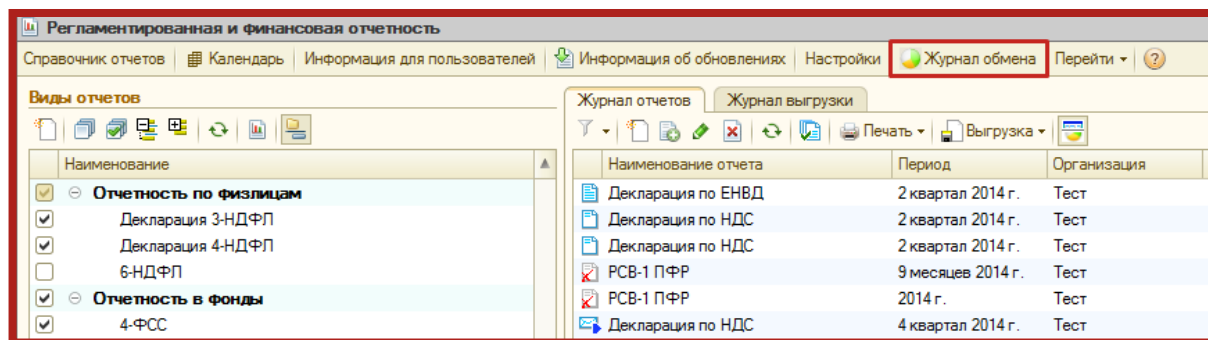 Регламентированная и финансовая отчетность
Справочник отчетов Календарь Информация для пользователей Информация об обновлениях Настройки Журнал обмена Перейти ?
Виды отчетов
Наименование
Отчетность по физлицам
Декларация 3-НДФЛ
Декларация 4-НДФЛ
6-НДФЛ
Отчетность в фонды
4-ФСС
Журнал отчетов Журнал выгрузки
Печать Выгрузка
Наименование отчета Период Организация
Декларация по ЕНВД 2 квартал 2014 г. Тест
Декларация по НДС 2 квартал 2014 г. Тест
Декларация по НДС 2 квартал 2014 г. Тест
РСВ-1 ПФР 9 месяцев 2014 г. Тест
РСВ-1 ПФР 2014 г. Тест
Декларация по НДС 4 квартал 2014 г. Тест